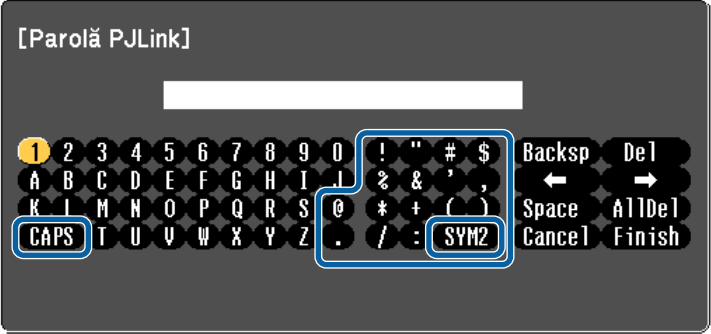 [Parolă PJLink]
1 2 3 4 5 6 7 8 9 0 ! " # $ Backsp Del
A B C D E F G H I J % & ' , ← →
K L M N O P Q R S @ * + ( ) Space AllDel
CAPS T U V W X Y Z . / : SYM2 Cancel Finish